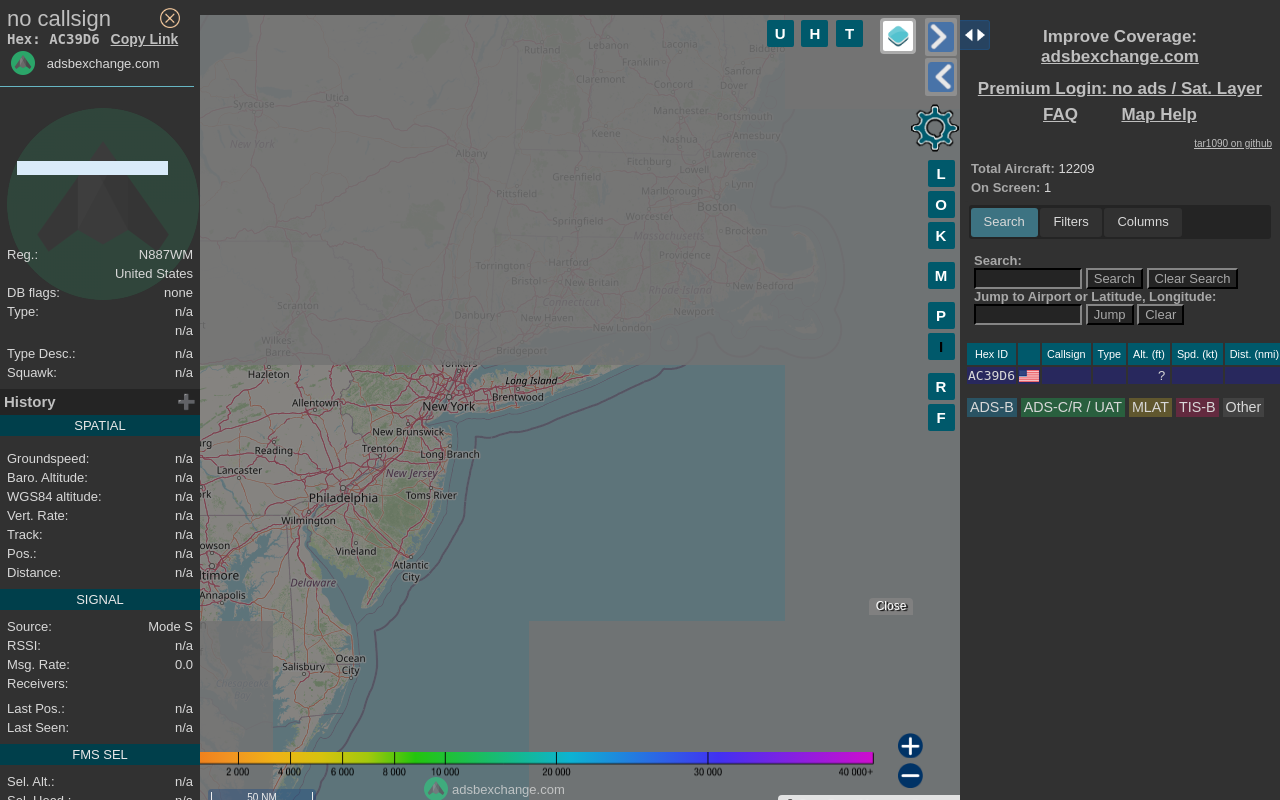 no callsign
Hex: AC39D6 Copy Link
adsbexchange.com
Reg.: N887WM
United States
DB flags: none
Type: n/a
n/a
Type Desc.: n/a
Squawk: n/a
History
SPATIAL
Groundspeed: n/a
Baro. Altitude: n/a
WGS84 altitude: n/a
Vert. Rate: n/a
Track: n/a
Pos.: n/a
Distance: n/a
SIGNAL
Source: Mode S
RSSI: n/a
Msg. Rate: 0.0
Receivers:
Last Pos.: n/a
Last Seen: n/a
FMS SEL
Sel. Alt.: n/a
Sel. Head.: n/a
U H T
L
O
K
M
P
I
R
F
Rutland
Lebanon
Laconia
Franklin
Claremont
Concord
Sanford
Dover
Syracuse
Utica
Manchester
Portsmouth
Keene
Nashua
Amesbury
New York
Albany
Fitchburg
Lawrence
Greenfield
Lowell
Pittsfield
Marlborough
Lynn
Worcester
Boston
Springfield
Massachusetts
Brockton
Torrington
Hartford
Providence
Bristol
New Britain
Scranton
Connecticut
Rhode Island
New Bedford
Danbury
New Haven
Newport
New London
Wilkes-
Barre
Bridgeport
Yonkers
Hazleton
Long Island
Allentown
New York
Brentwood
New Brunswick
Reading
Trenton
Long Branch
Lancaster
New Jersey
Philadelphia
Toms River
Wilmington
Vineland
Atlantic
City
Delaware
Annapolis
Ocean
City
Salisbury
Close
2 000 4 000 6 000 8 000 10 000 20 000 30 000 40 000+
adsbexchange.com
50 NM
Improve Coverage:
adsbexchange.com
Premium Login: no ads / Sat. Layer
FAQ Map Help
tar1090 on github
Total Aircraft: 12209
On Screen: 1
Search Filters Columns
Search:
Search Clear Search
Jump to Airport or Latitude, Longitude:
Jump Clear
Hex ID Callsign Type Alt. (ft) Spd. (kt) Dist. (nmi)
AC39D6 ?
ADS-B ADS-C/R / UAT MLAT TIS-B Other